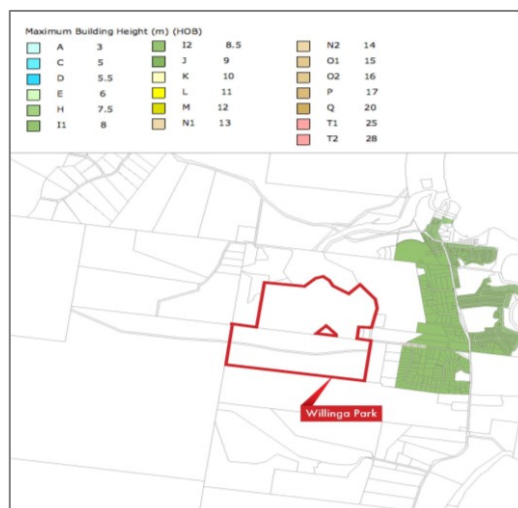 Maximum Building Height (m) (HOB)
A 3
C 5
D 5.5
E 6
H 7.5
I1 8
I2 8.5
J 9
K 10
L 11
M 12
N1 13
N2 14
O1 15
O2 16
P 17
Q 20
T1 25
T2 28
Willinga Park